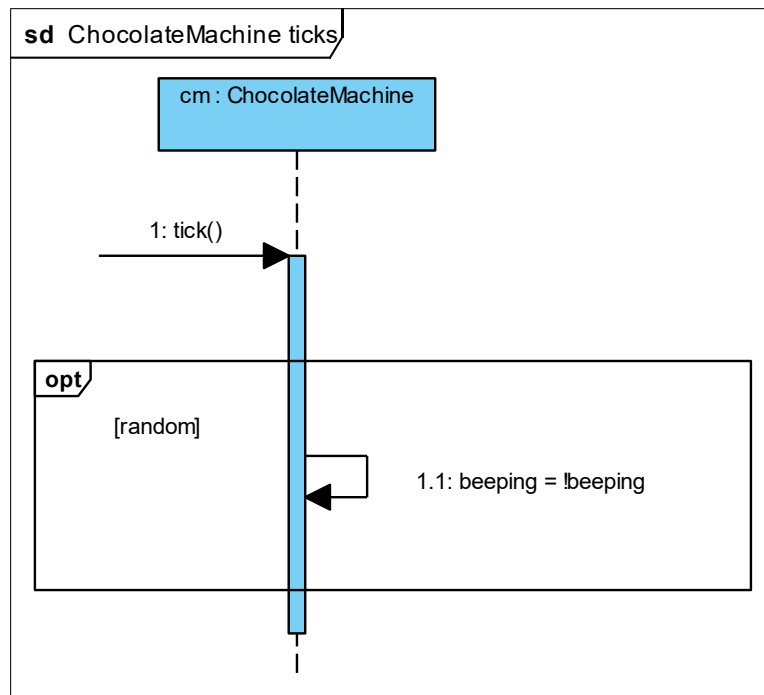 sd ChocolateMachine ticks
cm : ChocolateMachine
1: tick()
opt
[random]
1.1: beeping = !beeping